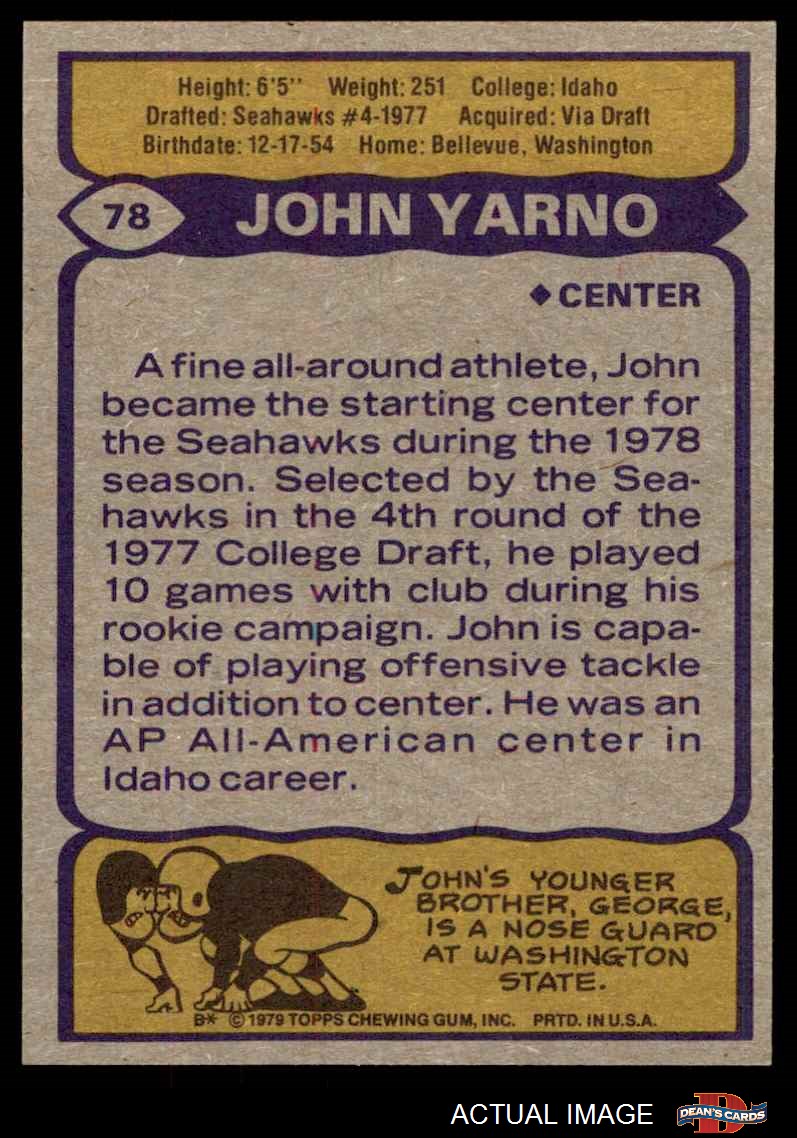 Height: 6'5'' Weight: 251 College: Idaho
Drafted: Seahawks #4-1977 Acquired: Via Draft
Birthdate: 12-17-54 Home: Bellevue, Washington
78 JOHN YARNO
◆ CENTER
A fine all-around athlete, John
became the starting center for
the Seahawks during the 1978
season. Selected by the Sea-
hawks in the 4th round of the
1977 College Draft, he played
10 games with club during his
rookie campaign. John is capa-
ble of playing offensive tackle
in addition to center. He was an
AP All-American center in
Idaho career.
JOHN'S YOUNGER
BROTHER, GEORGE,
IS A NOSE GUARD
AT WASHINGTON
STATE.
B* © 1979 TOPPS CHEWING GUM, INC. PRTD. IN U.S.A.
ACTUAL IMAGE
D
DEAN'S CARDS